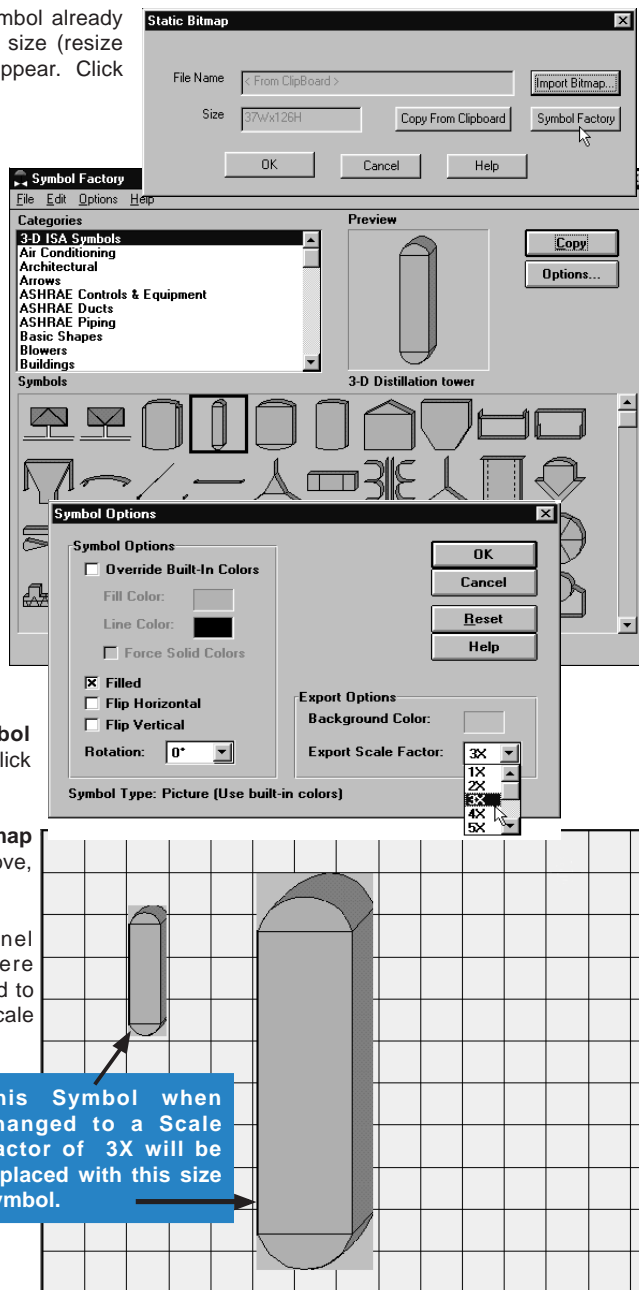 mbol already
size (resize
ppear. Click
Static Bitmap
File Name
< From ClipBoard >
Import Bitmap...
Size
37Wx126H
Copy From Clipboard
Symbol Factory
OK
Cancel
Help
Symbol Factory
File Edit Options Help
Categories
3-D ISA Symbols
Air Conditioning
Architectural
Arrows
ASHRAE Controls & Equipment
ASHRAE Ducts
ASHRAE Piping
Basic Shapes
Blowers
Buildings
Preview
Copy
Options...
Symbols
3-D Distillation tower
Symbol Options
Symbol Options
Override Built-In Colors
Fill Color:
Line Color:
Force Solid Colors
Filled
Flip Horizontal
Flip Vertical
Rotation: 0°
OK
Cancel
Reset
Help
Export Options
Background Color:
Export Scale Factor: 3X
1X
2X
3X
4X
5X
Symbol Type: Picture (Use built-in colors)
bol
lick
map
ove,
nel
ere
d to
cale
his Symbol when
hanged to a Scale
actor of 3X will be
placed with this size
ymbol.